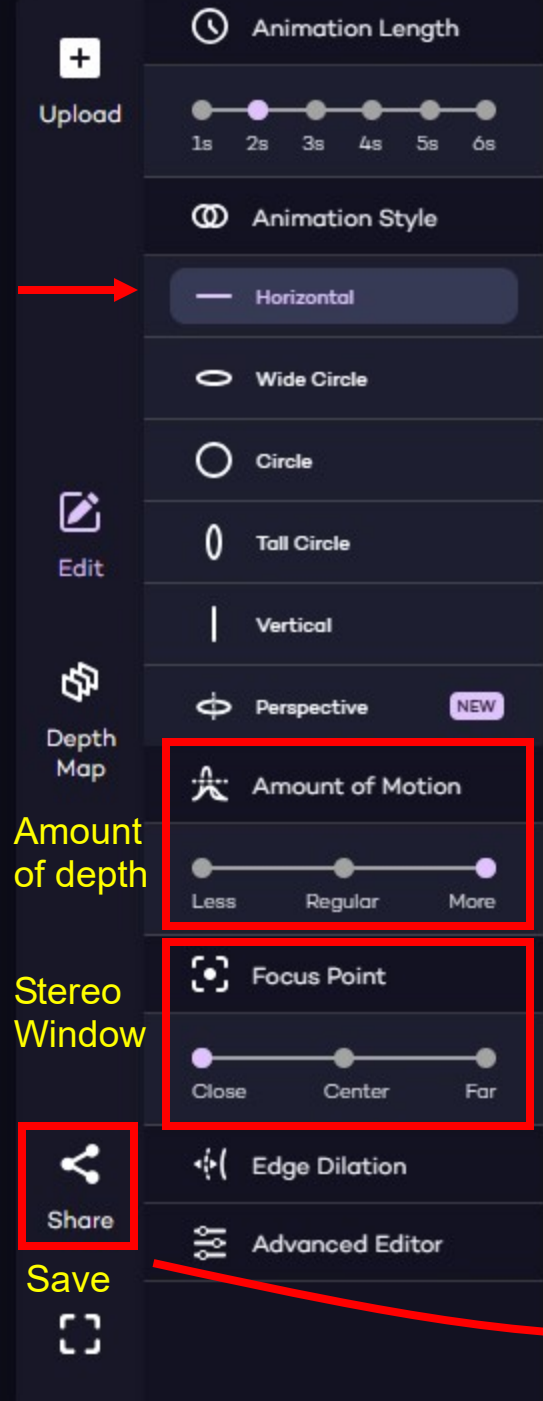 Animation Length
Upload
1s 2s 3s 4s 5s 6s
Animation Style
Horizontal
Wide Circle
Circle
Edit
Tall Circle
Vertical
Perspective NEW
Depth
Map
Amount of Motion
Amount
of depth
Less Regular More
Focus Point
Stereo
Window
Close Center Far
Edge Dilation
Share
Advanced Editor
Save